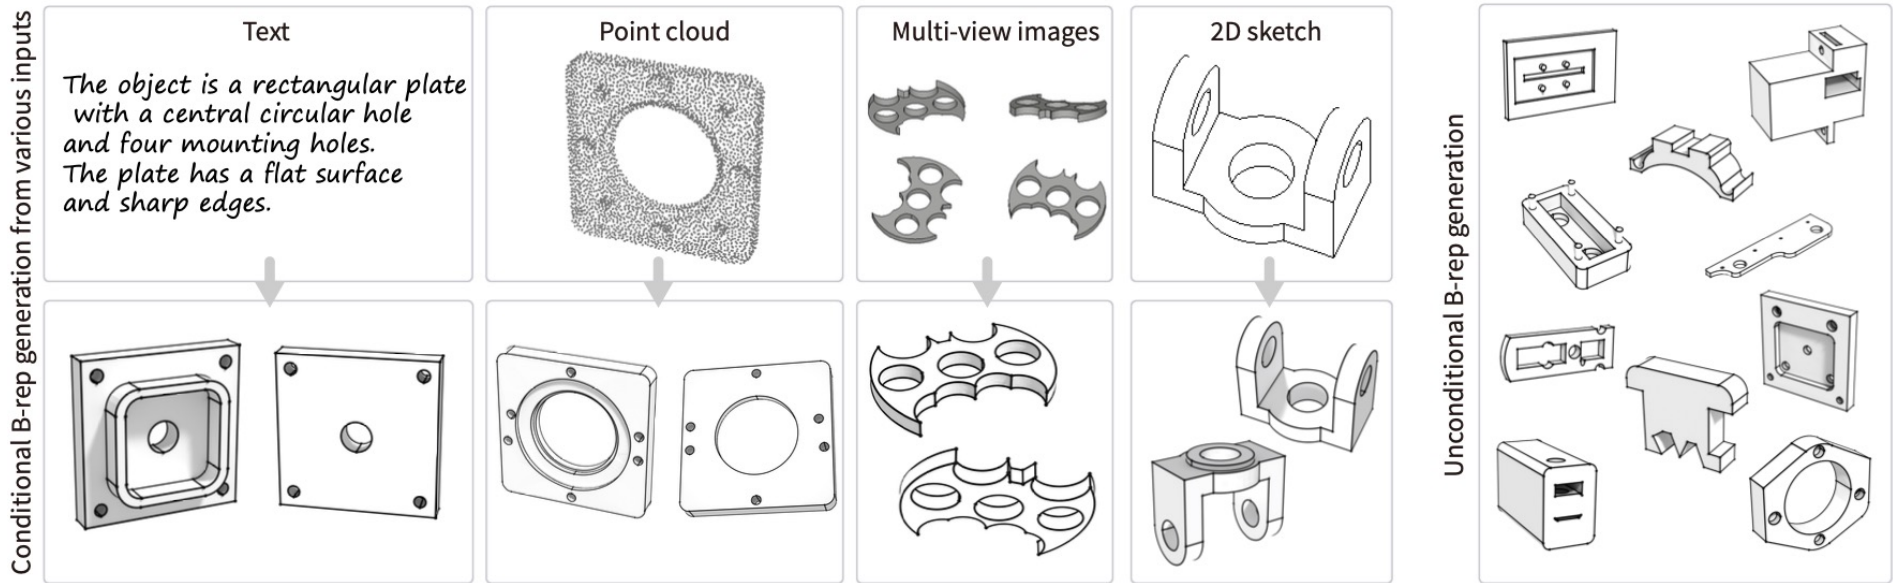 Conditional B-rep generation from various inputs
Text
The object is a rectangular plate
with a central circular hole
and four mounting holes.
The plate has a flat surface
and sharp edges.
Point cloud
Multi-view images
2D sketch
Unconditional B-rep generation